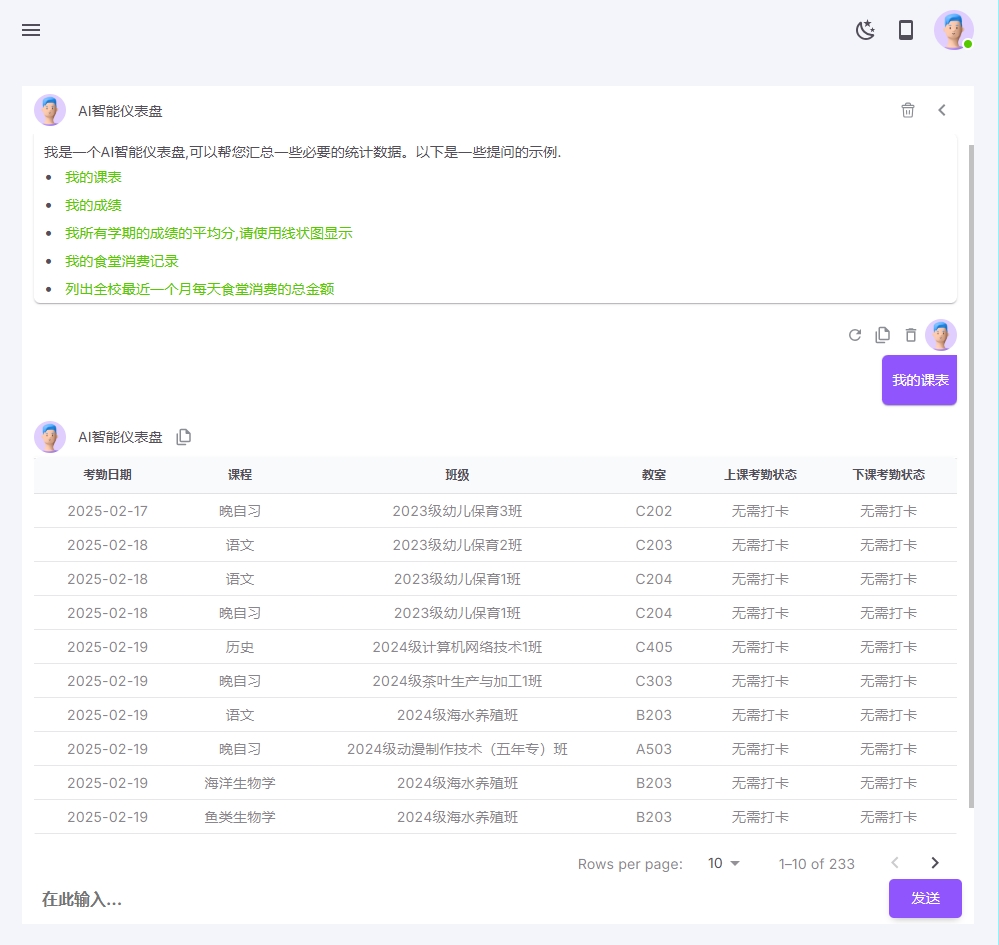 AI智能仪表盘
我是一个AI智能仪表盘,可以帮您汇总一些必要的统计数据。以下是一些提问的示例.
我的课表
我的成绩
我所有学期的成绩的平均分,请使用线状图显示
我的食堂消费记录
列出全校最近一个月每天食堂消费的总金额
我的课表
AI智能仪表盘
考勤日期 课程 班级 教室 上课考勤状态 下课考勤状态
2025-02-17 晚自习 2023级幼儿保育3班 C202 无需打卡 无需打卡
2025-02-18 语文 2023级幼儿保育2班 C203 无需打卡 无需打卡
2025-02-18 语文 2023级幼儿保育1班 C204 无需打卡 无需打卡
2025-02-18 晚自习 2023级幼儿保育1班 C204 无需打卡 无需打卡
2025-02-19 历史 2024级计算机网络技术1班 C405 无需打卡 无需打卡
2025-02-19 晚自习 2024级茶叶生产与加工1班 C303 无需打卡 无需打卡
2025-02-19 语文 2024级海水养殖班 B203 无需打卡 无需打卡
2025-02-19 晚自习 2024级动漫制作技术（五年专）班 A503 无需打卡 无需打卡
2025-02-19 海洋生物学 2024级海水养殖班 B203 无需打卡 无需打卡
2025-02-19 鱼类生物学 2024级海水养殖班 B203 无需打卡 无需打卡
Rows per page: 10 1–10 of 233
在此输入...
发送